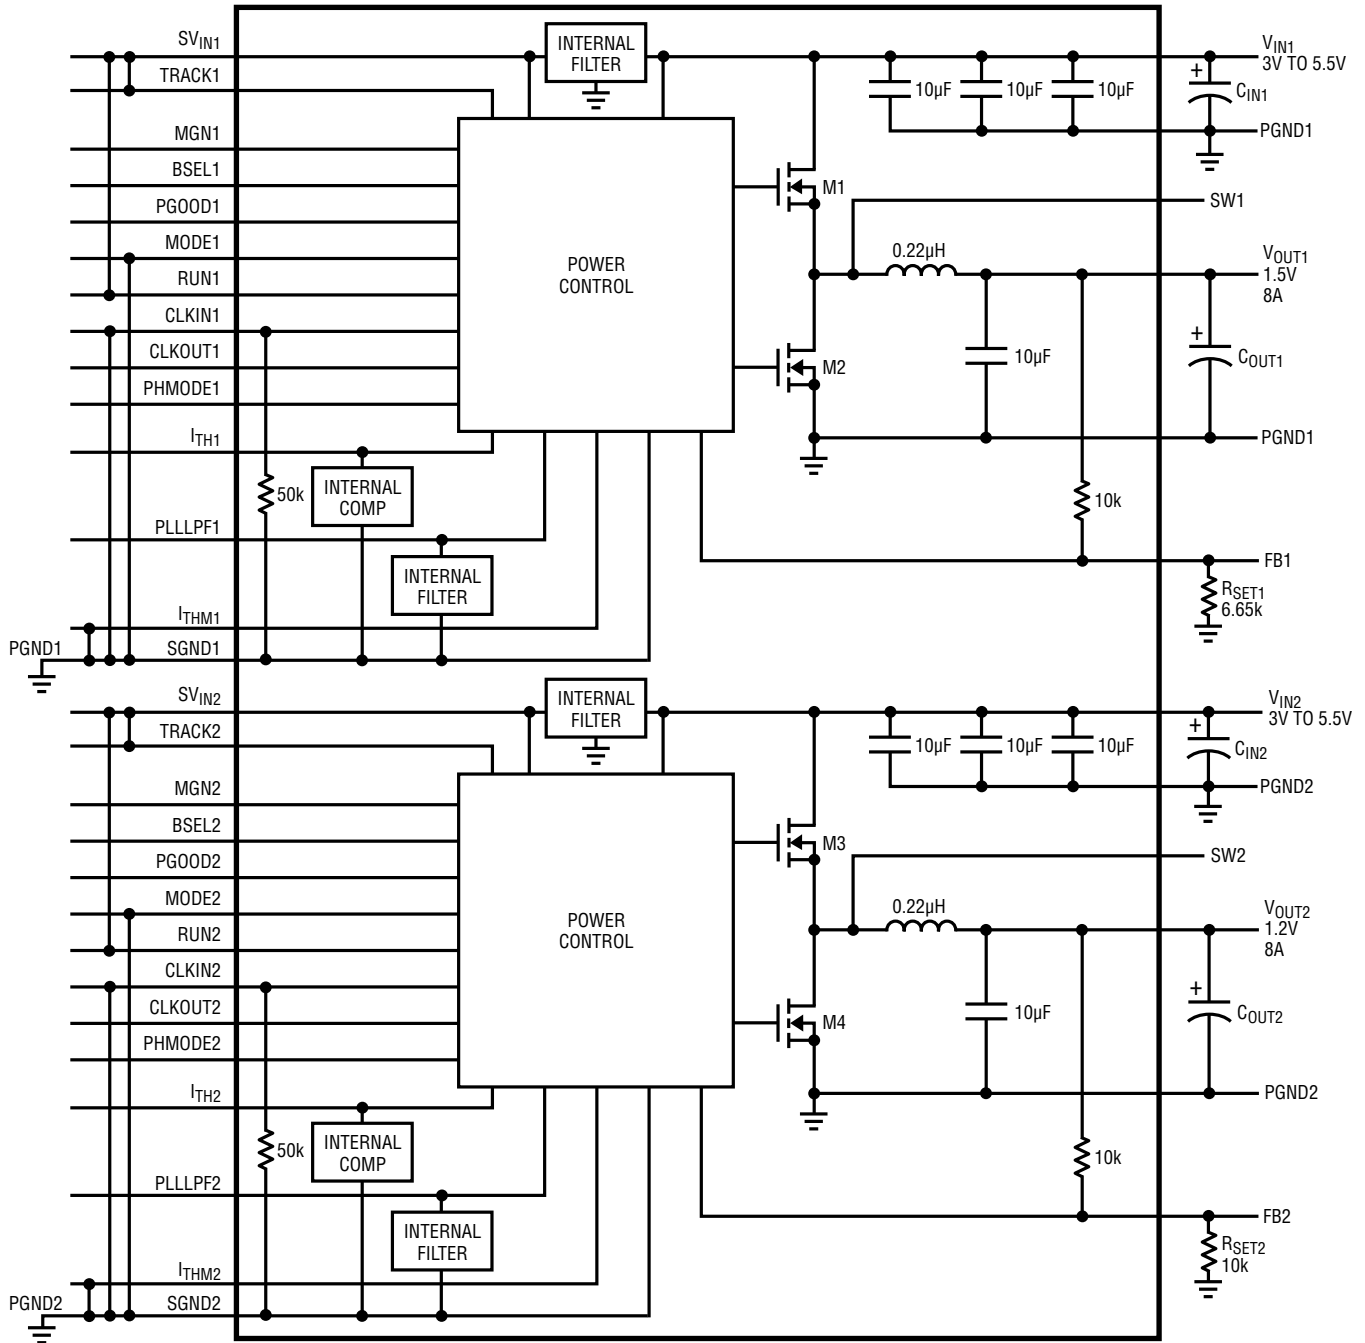 SVIN1
TRACK1
MGN1
BSEL1
PGOOD1
MODE1
RUN1
CLKIN1
CLKOUT1
PHMODE1
ITH1
PLLLPF1
ITHM1
SGND1
PGND1
50k
INTERNAL
COMP
INTERNAL
FILTER
INTERNAL
FILTER
POWER
CONTROL
M1
M2
10µF
10µF
10µF
+
CIN1
VIN1
3V TO 5.5V
PGND1
SW1
0.22µH
10µF
VOUT1
1.5V
8A
+
COUT1
PGND1
10k
FB1
RSET1
6.65k
SVIN2
TRACK2
MGN2
BSEL2
PGOOD2
MODE2
RUN2
CLKIN2
CLKOUT2
PHMODE2
ITH2
PLLLPF2
ITHM2
SGND2
PGND2
50k
INTERNAL
COMP
INTERNAL
FILTER
INTERNAL
FILTER
POWER
CONTROL
M3
M4
10µF
10µF
10µF
+
CIN2
VIN2
3V TO 5.5V
PGND2
SW2
0.22µH
10µF
VOUT2
1.2V
8A
+
COUT2
PGND2
10k
FB2
RSET2
10k